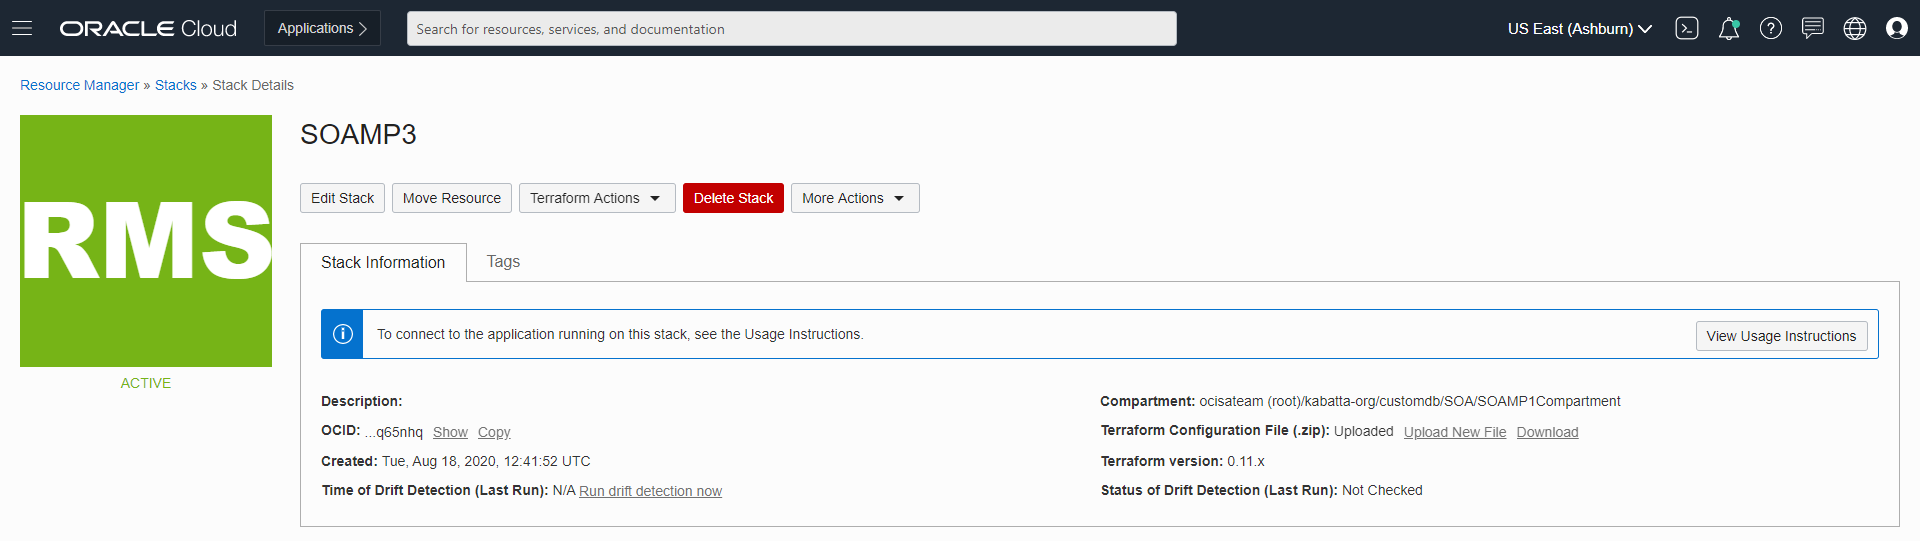 ORACLE Cloud Applications Search for resources, services, and documentation US East (Ashburn)
Resource Manager » Stacks » Stack Details
RMS
ACTIVE
SOAMP3
Edit Stack Move Resource Terraform Actions Delete Stack More Actions
Stack Information Tags
To connect to the application running on this stack, see the Usage Instructions. View Usage Instructions
Description:
OCID: ...q65nhq Show Copy
Created: Tue, Aug 18, 2020, 12:41:52 UTC
Time of Drift Detection (Last Run): N/A Run drift detection now
Compartment: ocisateam (root)/kabatta-org/customdb/SOA/SOAMP1Compartment
Terraform Configuration File (.zip): Uploaded Upload New File Download
Terraform version: 0.11.x
Status of Drift Detection (Last Run): Not Checked